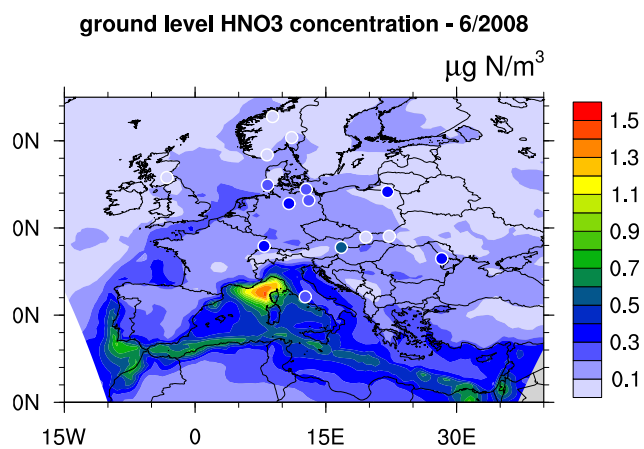 ground level HNO3 concentration - 6/2008
µg N/m³
0N
0N
0N
0N
15W 0 15E 30E
1.5
1.3
1.1
0.9
0.7
0.5
0.3
0.1